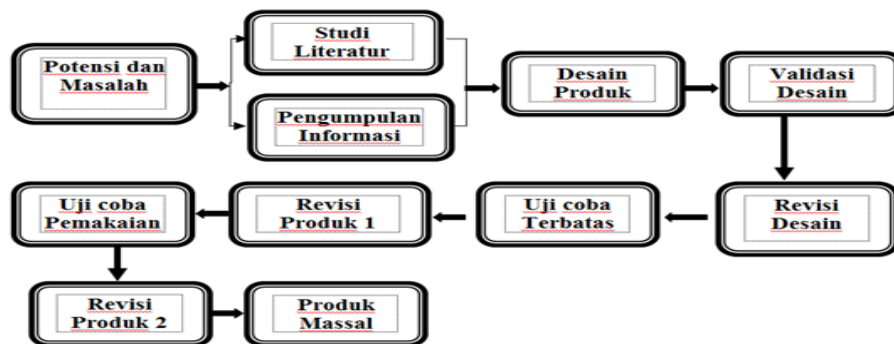 Potensi dan
Masalah
Studi
Literatur
Pengumpulan
Informasi
Desain
Produk
Validasi
Desain
Revisi
Desain
Uji coba
Terbatas
Revisi
Produk 1
Uji coba
Pemakaian
Revisi
Produk 2
Produk
Massal